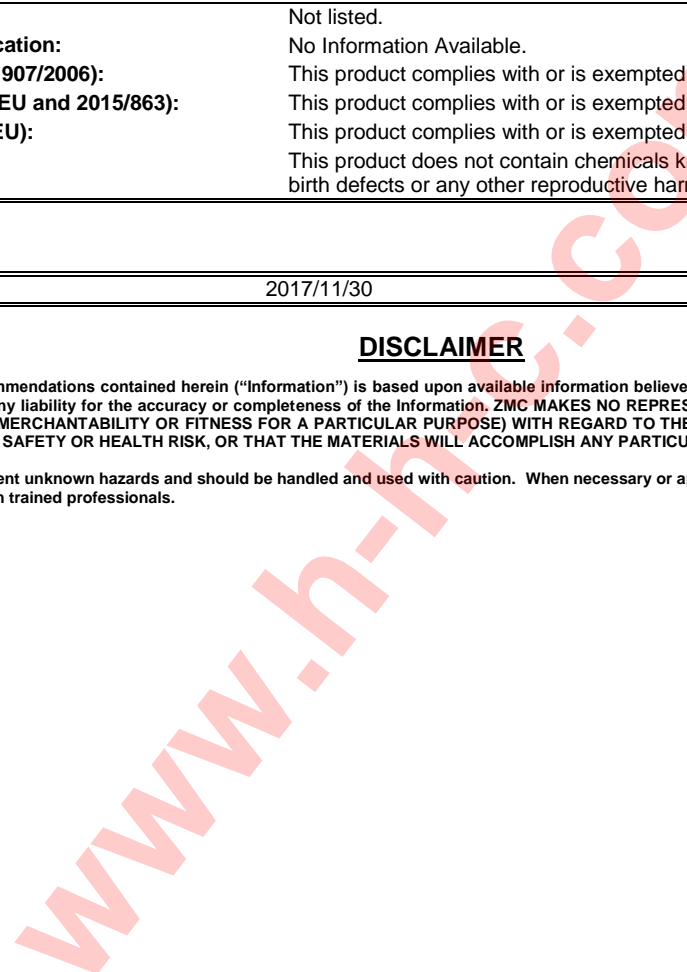 Not listed.
cation: No Information Available.
907/2006): This product complies with or is exempted
EU and 2015/863): This product complies with or is exempted
EU): This product complies with or is exempted
This product does not contain chemicals k
birth defects or any other reproductive har
2017/11/30
DISCLAIMER
mmendations contained herein (“Information”) is based upon available information believe
ny liability for the accuracy or completeness of the Information. ZMC MAKES NO REPRES
MERCHANTABILITY OR FITNESS FOR A PARTICULAR PURPOSE) WITH REGARD TO THE
SAFETY OR HEALTH RISK, OR THAT THE MATERIALS WILL ACCOMPLISH ANY PARTICU
ent unknown hazards and should be handled and used with caution. When necessary or a
n trained professionals.
www.h-h-c.co